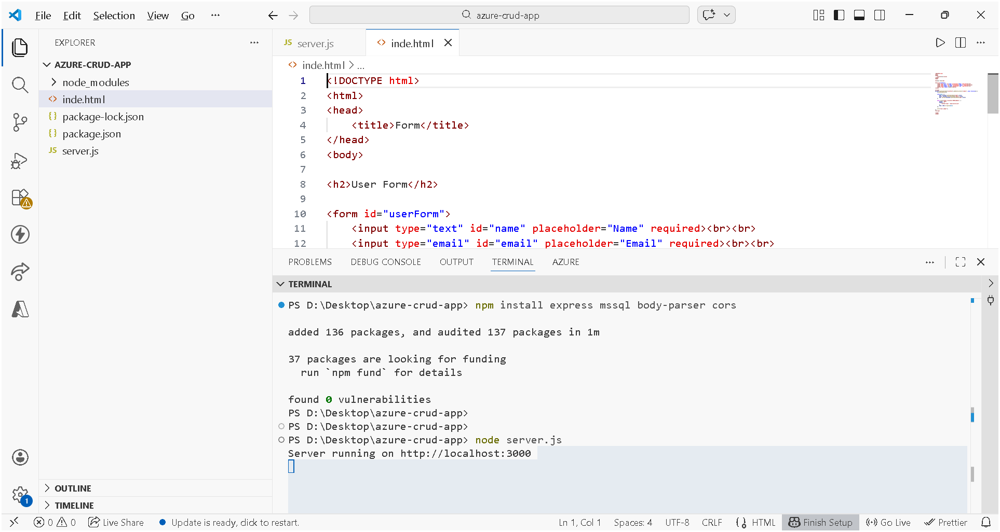 File Edit Selection View Go ...
azure-crud-app
EXPLORER
AZURE-CRUD-APP
node_modules
inde.html
package-lock.json
package.json
server.js
OUTLINE
TIMELINE
server.js
inde.html
inde.html > ...
1 <!DOCTYPE html>
2 <html>
3 <head>
4 <title>Form</title>
5 </head>
6 <body>
7
8 <h2>User Form</h2>
9
10 <form id="userForm">
11 <input type="text" id="name" placeholder="Name" required><br><br>
12 <input type="email" id="email" placeholder="Email" required><br><br>
PROBLEMS DEBUG CONSOLE OUTPUT TERMINAL AZURE
TERMINAL
PS D:\Desktop\azure-crud-app> npm install express mssql body-parser cors
added 136 packages, and audited 137 packages in 1m
37 packages are looking for funding
run `npm fund` for details
found 0 vulnerabilities
PS D:\Desktop\azure-crud-app>
PS D:\Desktop\azure-crud-app>
PS D:\Desktop\azure-crud-app> node server.js
Server running on http://localhost:3000
1
0 0 Live Share Update is ready, click to restart. Ln 1, Col 1 Spaces: 4 UTF-8 CRLF HTML Finish Setup Go Live Prettier